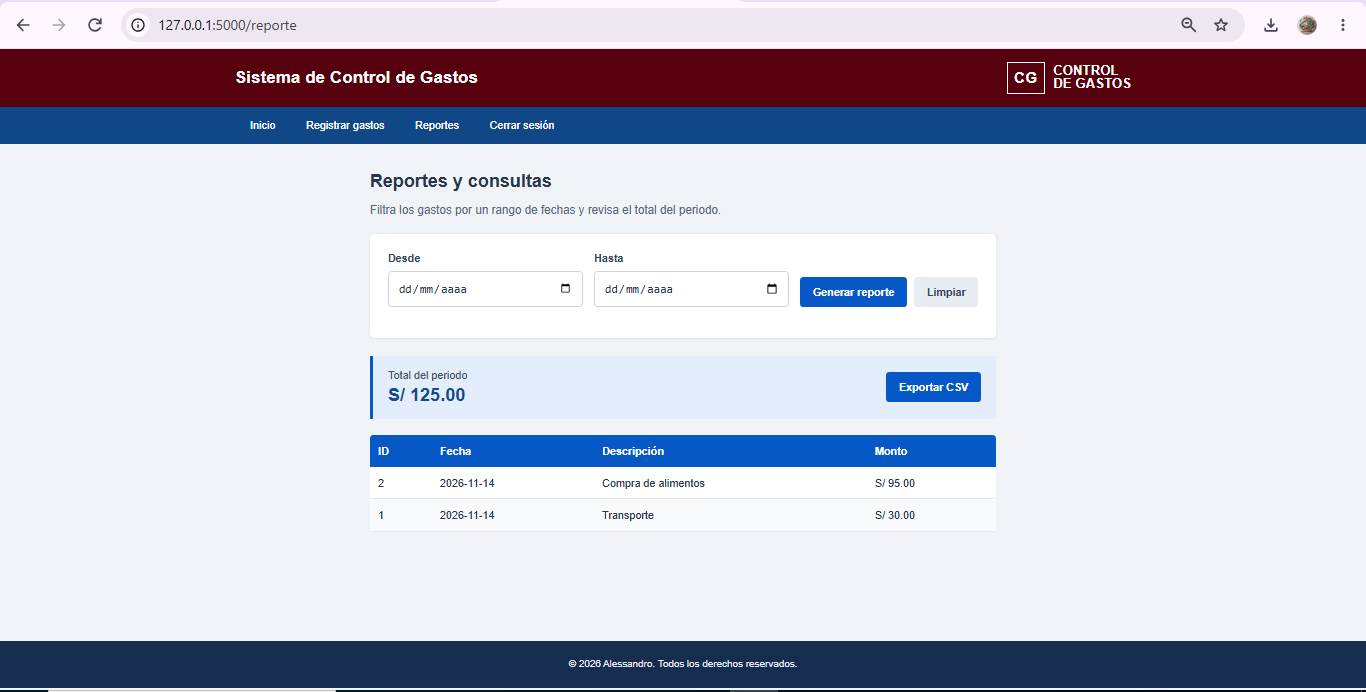 127.0.0.1:5000/reporte
Sistema de Control de Gastos
CG
CONTROL
DE GASTOS
Inicio Registrar gastos Reportes Cerrar sesión
Reportes y consultas
Filtra los gastos por un rango de fechas y revisa el total del periodo.
Desde Hasta
dd/mm/aaaa dd/mm/aaaa Generar reporte Limpiar
Total del periodo
S/ 125.00
Exportar CSV
ID Fecha Descripción Monto
2 2026-11-14 Compra de alimentos S/ 95.00
1 2026-11-14 Transporte S/ 30.00
© 2026 Alessandro. Todos los derechos reservados.